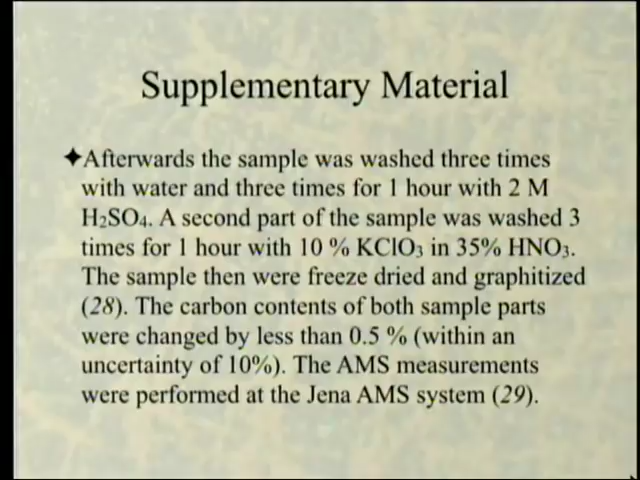 Supplementary Material
✦Afterwards the sample was washed three times
with water and three times for 1 hour with 2 M
H₂SO₄. A second part of the sample was washed 3
times for 1 hour with 10 % KClO₃ in 35% HNO₃.
The sample then were freeze dried and graphitized
(28). The carbon contents of both sample parts
were changed by less than 0.5 % (within an
uncertainty of 10%). The AMS measurements
were performed at the Jena AMS system (29).